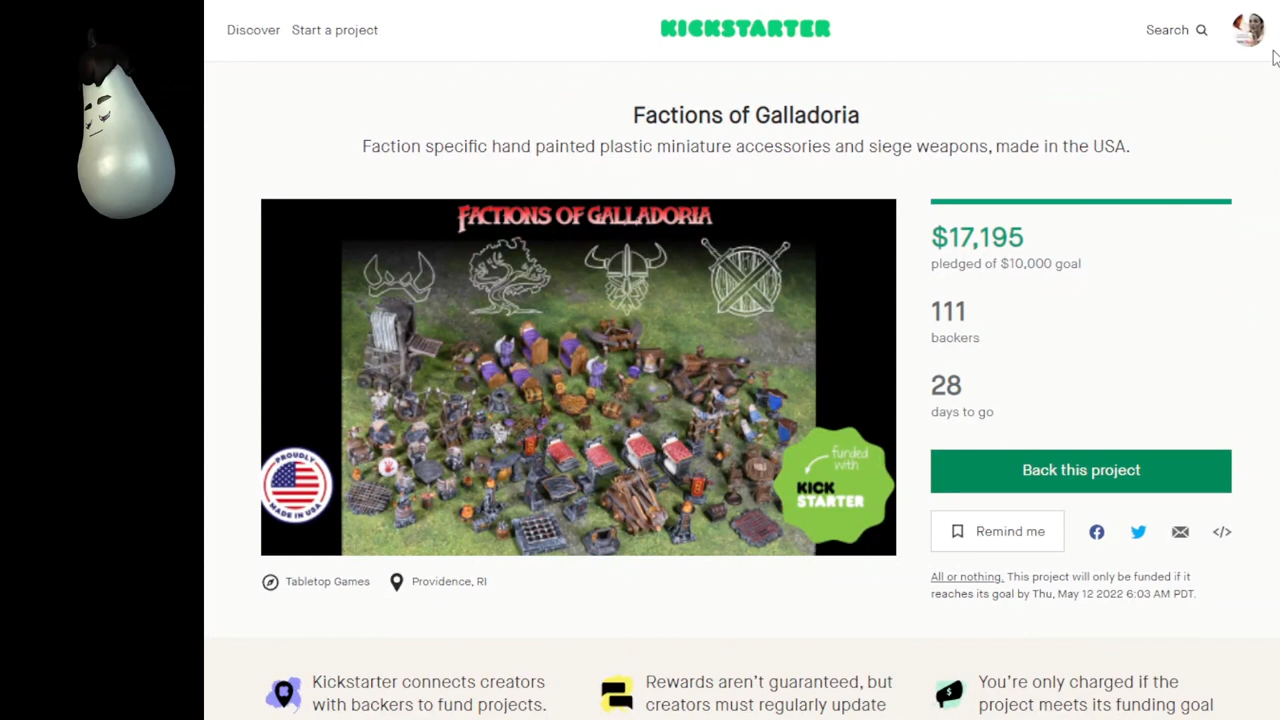 Discover Start a project KICKSTARTER Search
Factions of Galladoria
Faction specific hand painted plastic miniature accessories and siege weapons, made in the USA.
FACTIONS OF GALLADORIA
PROUDLY
MADE IN USA
funded
with
KICK
STARTER
$17,195
pledged of $10,000 goal
111
backers
28
days to go
Back this project
Remind me
</>
All or nothing. This project will only be funded if it
reaches its goal by Thu, May 12 2022 6:03 AM PDT.
Tabletop Games Providence, RI
Kickstarter connects creators
with backers to fund projects.
Rewards aren’t guaranteed, but
creators must regularly update
You’re only charged if the
project meets its funding goal